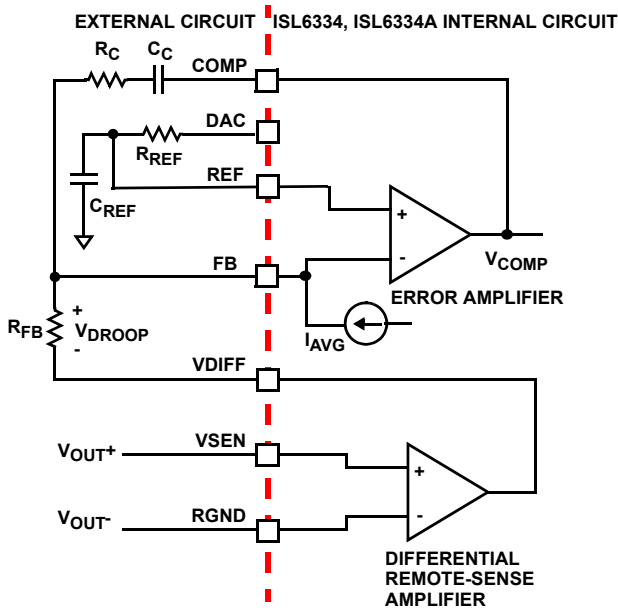 EXTERNAL CIRCUIT
ISL6334, ISL6334A INTERNAL CIRCUIT
RC
CC
COMP
DAC
RREF
REF
CREF
+
-
VCOMP
FB
ERROR AMPLIFIER
RFB
+
VDROOP
-
IAVG
VDIFF
VOUT+
VSEN
+
VOUT-
RGND
-
DIFFERENTIAL
REMOTE-SENSE
AMPLIFIER